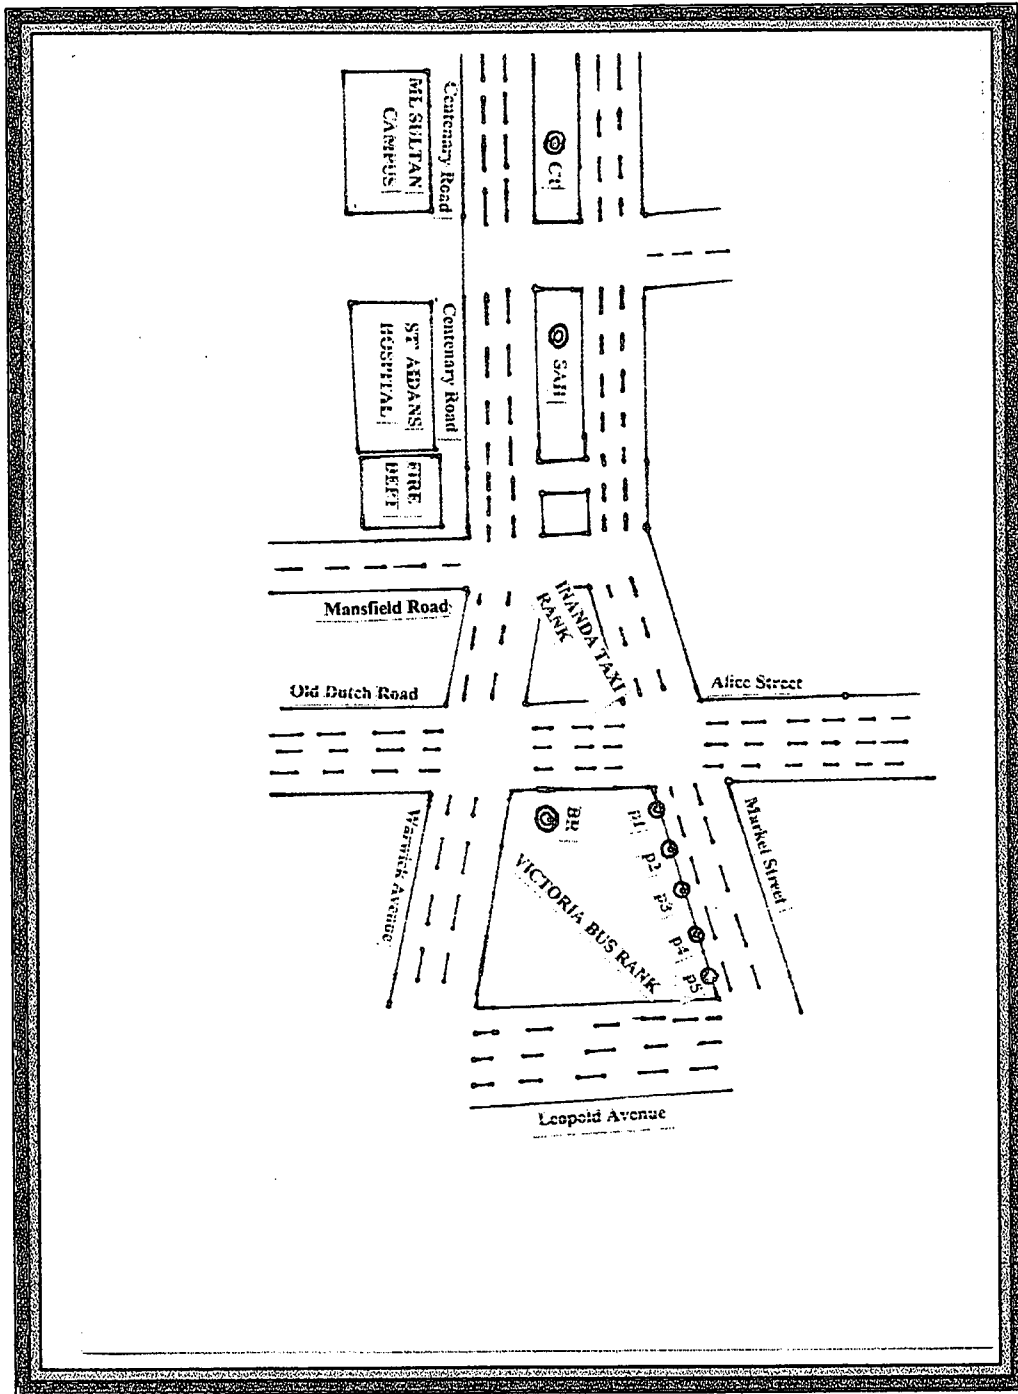 Centenary Road
ML SULTAN
CAMPUS
CT
Centenary Road
ST AIDANS
HOSPITAL
SAH
FIRE
DEPT
Mansfield Road
INANDA TAXI
RANK
Old Dutch Road
Alice Street
Warwick Avenue
BR
VICTORIA BUS RANK
p1
p2
p3
p4
p5
Market Street
Leopold Avenue